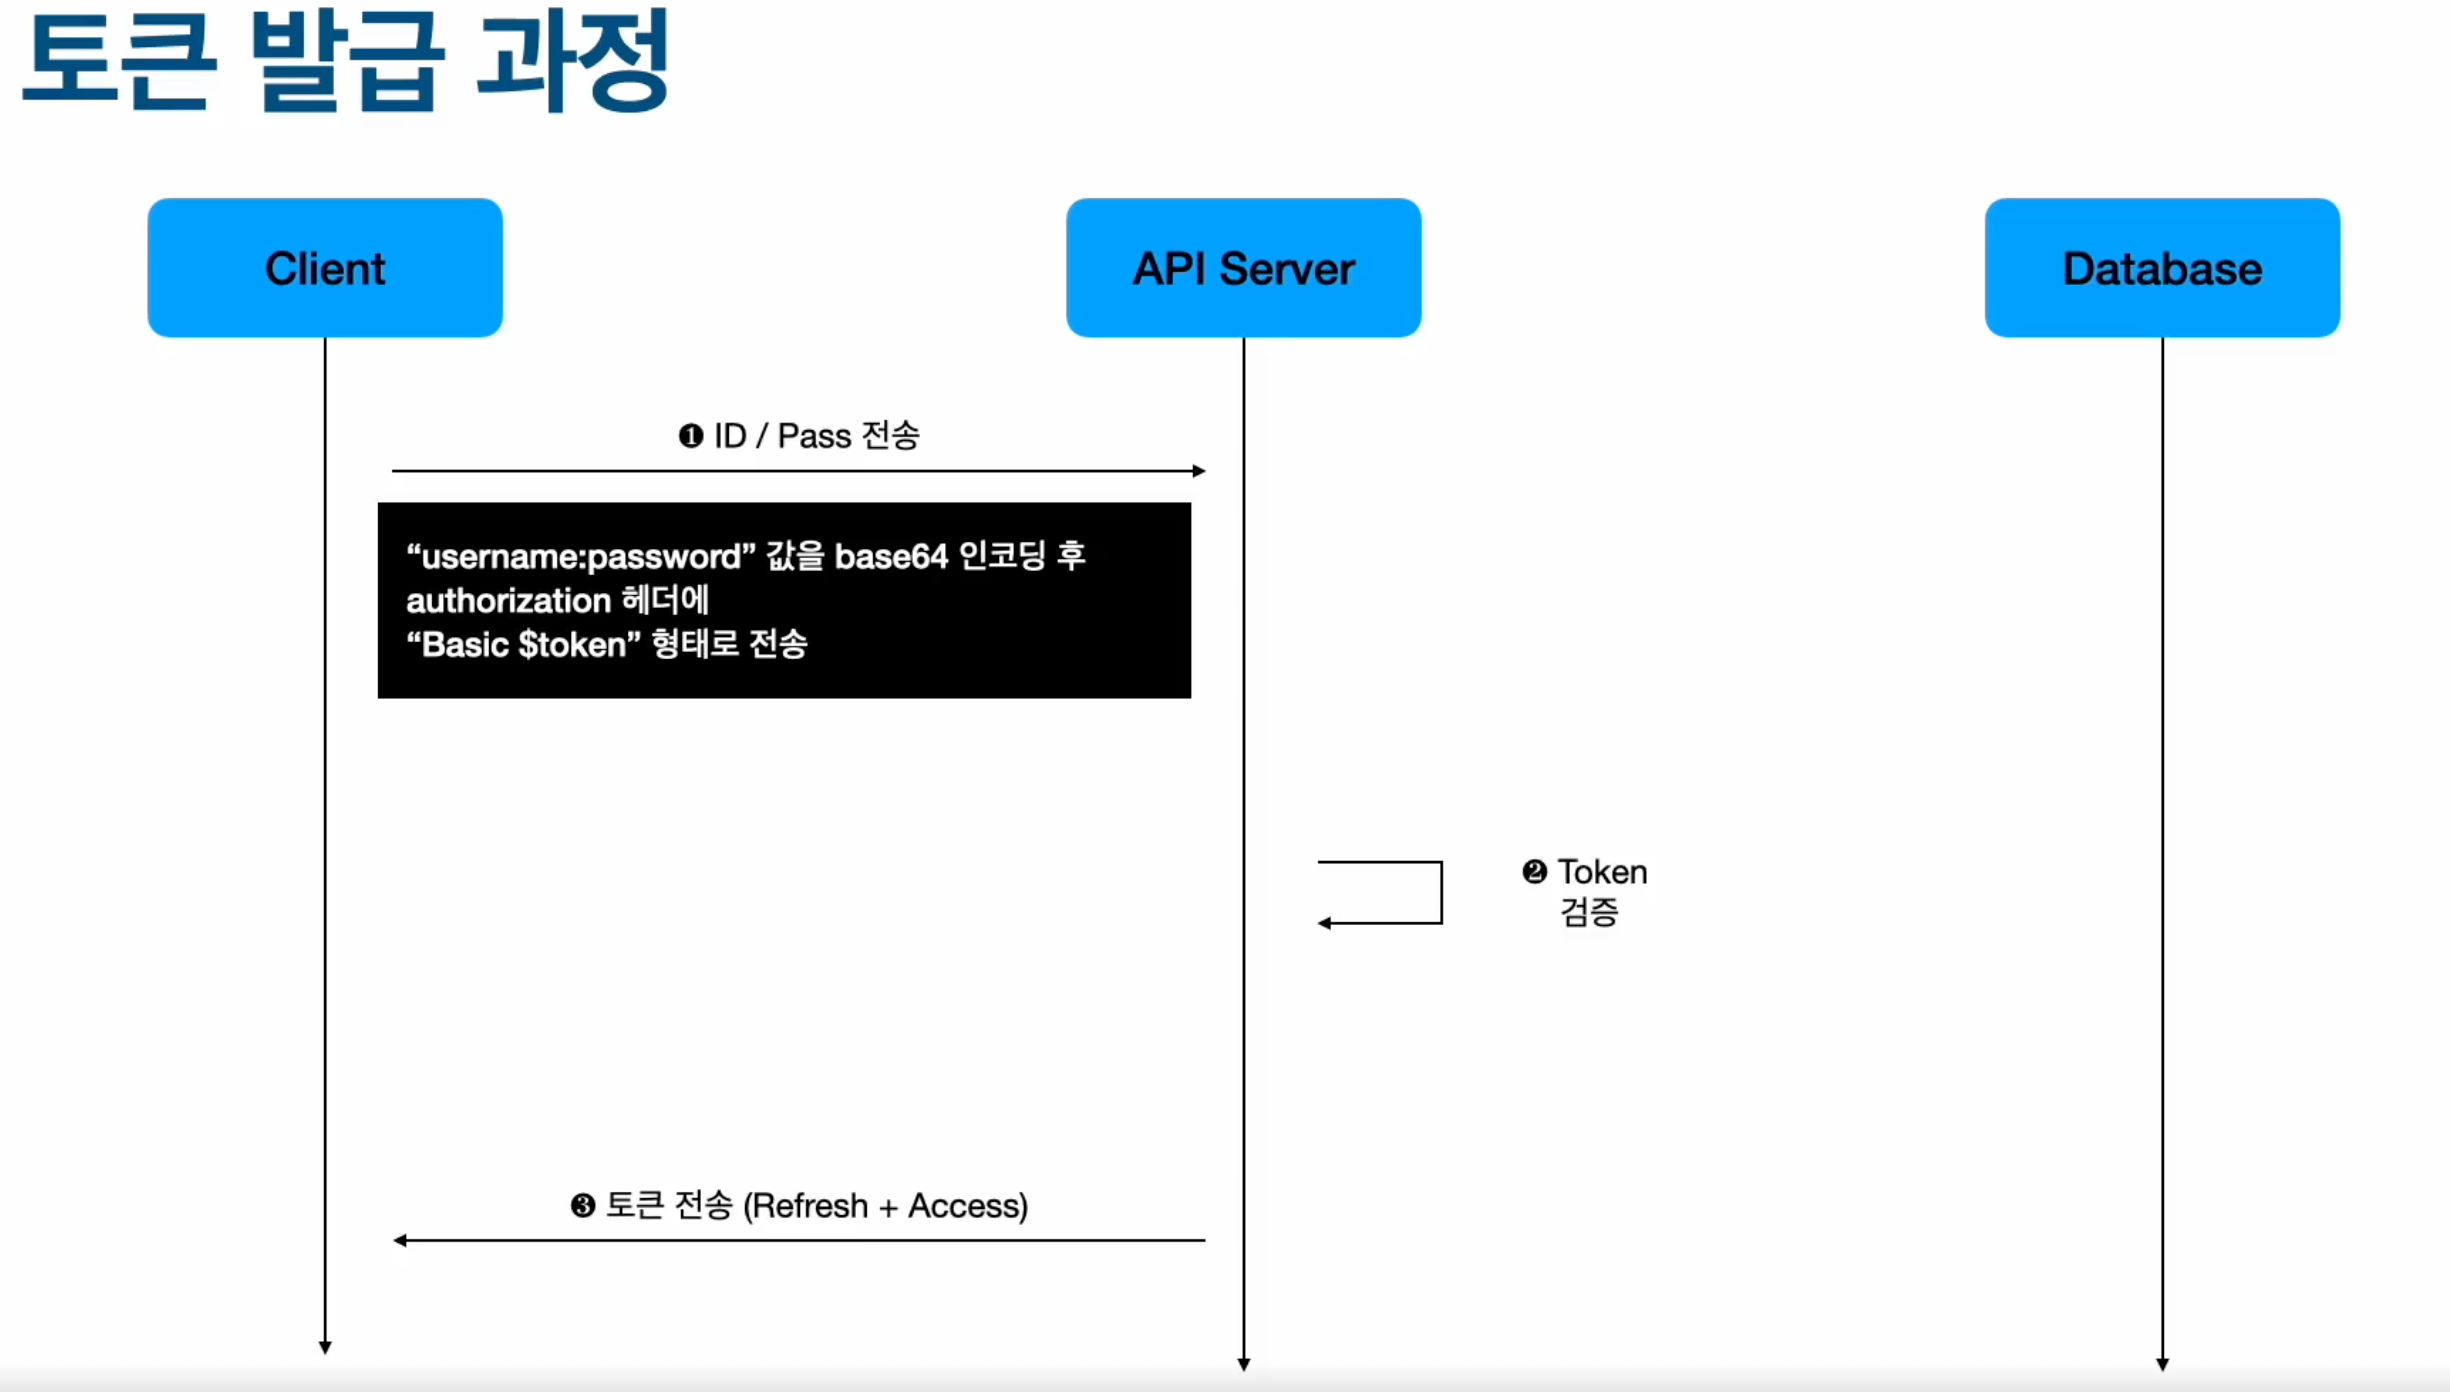 토큰 발급 과정
Client
API Server
Database
❶ ID / Pass 전송
“username:password” 값을 base64 인코딩 후
authorization 헤더에
“Basic $token” 형태로 전송
❷ Token
검증
❸ 토큰 전송 (Refresh + Access)